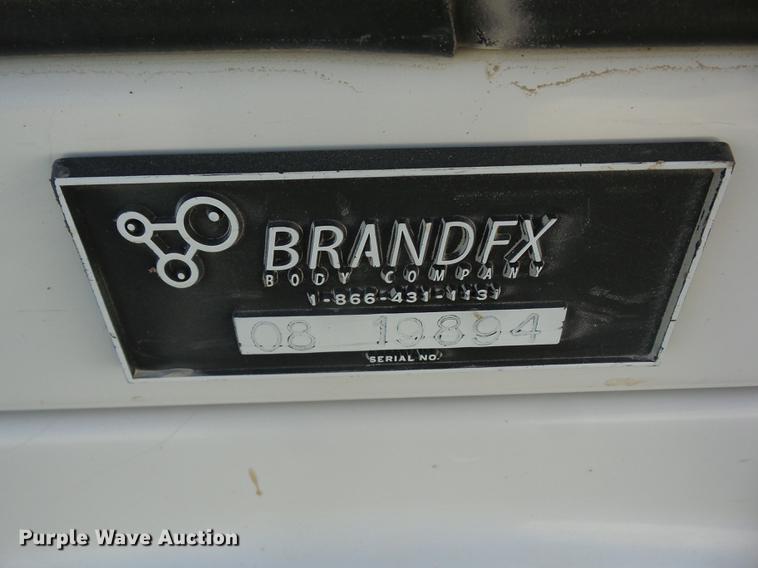 BRANDFX
BODY COMPANY
1-866-431-1131
08 19894
SERIAL NO.
Purple Wave Auction